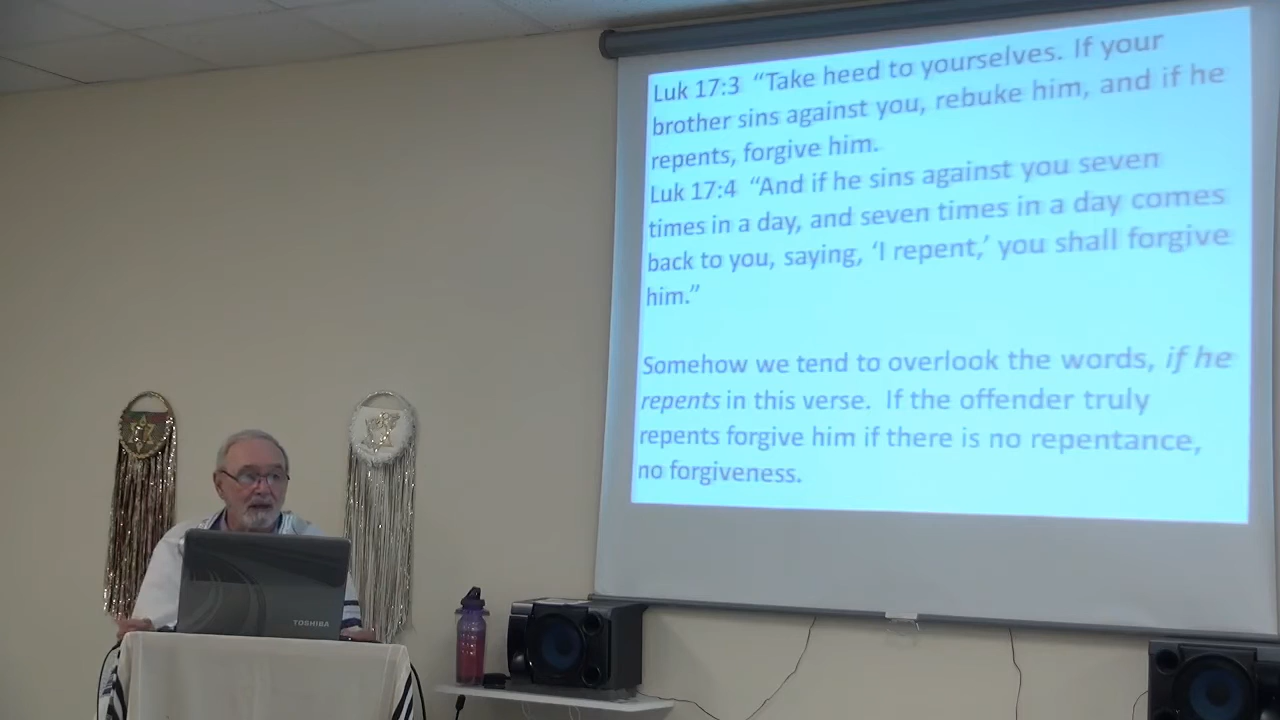 Luk 17:3  “Take heed to yourselves. If your
brother sins against you, rebuke him, and if he
repents, forgive him.
Luk 17:4  “And if he sins against you seven
times in a day, and seven times in a day comes
back to you, saying, ‘I repent,’ you shall forgive
him.”
Somehow we tend to overlook the words, if he
repents in this verse.  If the offender truly
repents forgive him if there is no repentance,
no forgiveness.
TOSHIBA